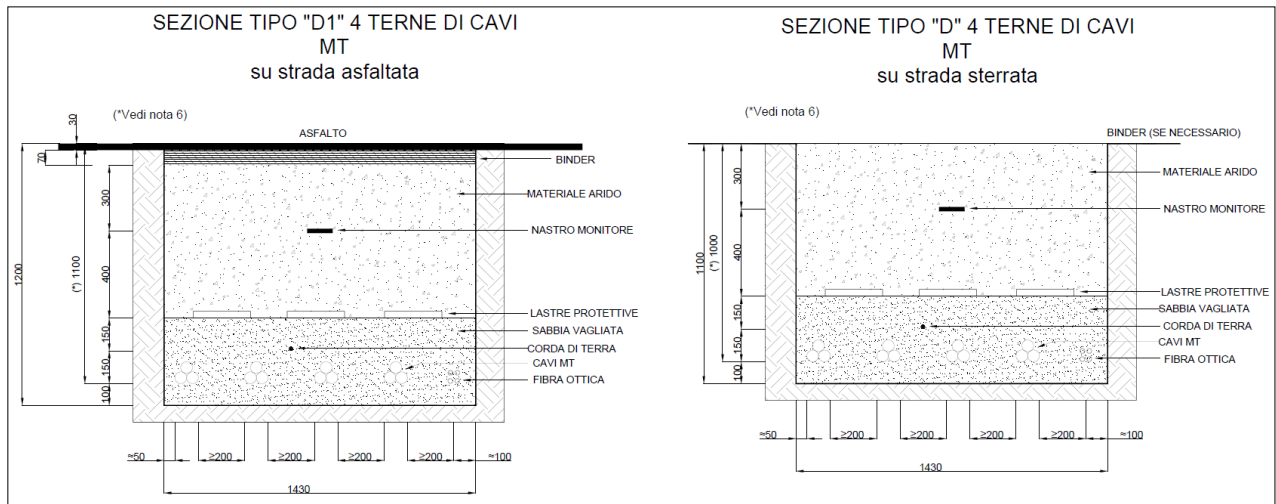 SEZIONE TIPO "D1" 4 TERNE DI CAVI
MT
su strada asfaltata
(*Vedi nota 6)
ASFALTO
BINDER
MATERIALE ARIDO
NASTRO MONITORE
LASTRE PROTETTIVE
SABBIA VAGLIATA
CORDA DI TERRA
CAVI MT
FIBRA OTTICA
30
70
300
400
150
150
100
(*) 1100
1200
≈50
≥200
≥200
≥200
≥200
≈100
1430
SEZIONE TIPO "D" 4 TERNE DI CAVI
MT
su strada sterrata
(*Vedi nota 6)
BINDER (SE NECESSARIO)
MATERIALE ARIDO
NASTRO MONITORE
LASTRE PROTETTIVE
SABBIA VAGLIATA
CORDA DI TERRA
CAVI MT
FIBRA OTTICA
300
400
150
150
100
(*) 1000
1100
≈50
≥200
≥200
≥200
≥200
≈100
1430